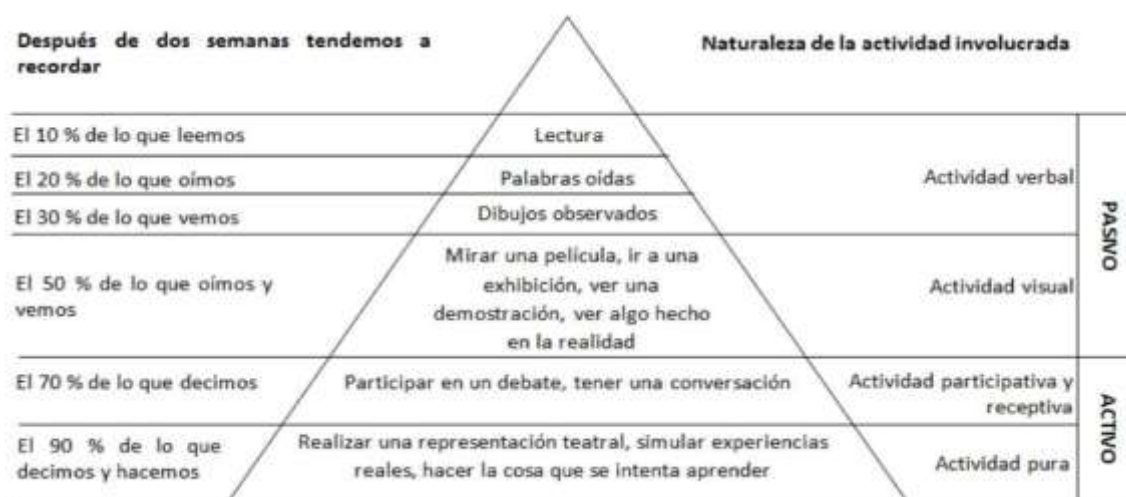 Después de dos semanas tendemos a
recordar
Naturaleza de la actividad involucrada
El 10 % de lo que leemos
Lectura
El 20 % de lo que oímos
Palabras oídas
Actividad verbal
El 30 % de lo que vemos
Dibujos observados
El 50 % de lo que oímos y
vemos
Mirar una película, ir a una
exhibición, ver una
demostración, ver algo hecho
en la realidad
Actividad visual
PASIVO
El 70 % de lo que decimos
Participar en un debate, tener una conversación
Actividad participativa y
receptiva
El 90 % de lo que
decimos y hacemos
Realizar una representación teatral, simular experiencias
reales, hacer la cosa que se intenta aprender
Actividad pura
ACTIVO